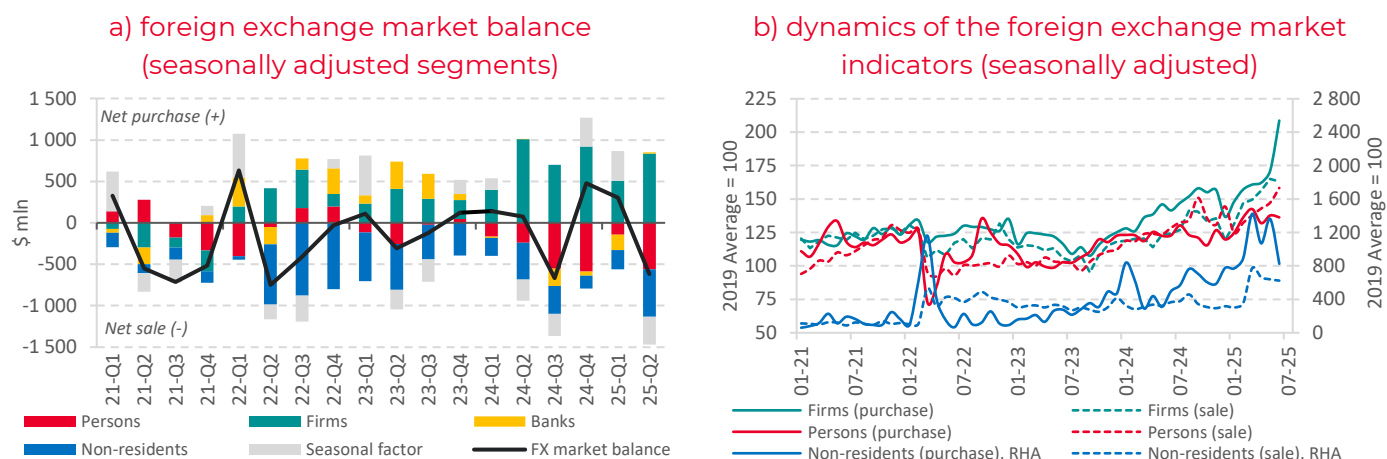 a) foreign exchange market balance
(seasonally adjusted segments)
1 500
1 000
500
0
-500
-1 000
-1 500
$ mln
Net purchase (+)
Net sale (-)
21-Q1
21-Q2
21-Q3
21-Q4
22-Q1
22-Q2
22-Q3
22-Q4
23-Q1
23-Q2
23-Q3
23-Q4
24-Q1
24-Q2
24-Q3
24-Q4
25-Q1
25-Q2
Persons
Firms
Banks
Non-residents
Seasonal factor
FX market balance
b) dynamics of the foreign exchange market
indicators (seasonally adjusted)
225
200
175
150
125
100
75
50
2019 Average = 100
2 800
2 400
2 000
1 600
1 200
800
400
0
2019 Average = 100
01-21
07-21
01-22
07-22
01-23
07-23
01-24
07-24
01-25
07-25
Firms (purchase)
Firms (sale)
Persons (purchase)
Persons (sale)
Non-residents (purchase), RHA
Non-residents (sale), RHA